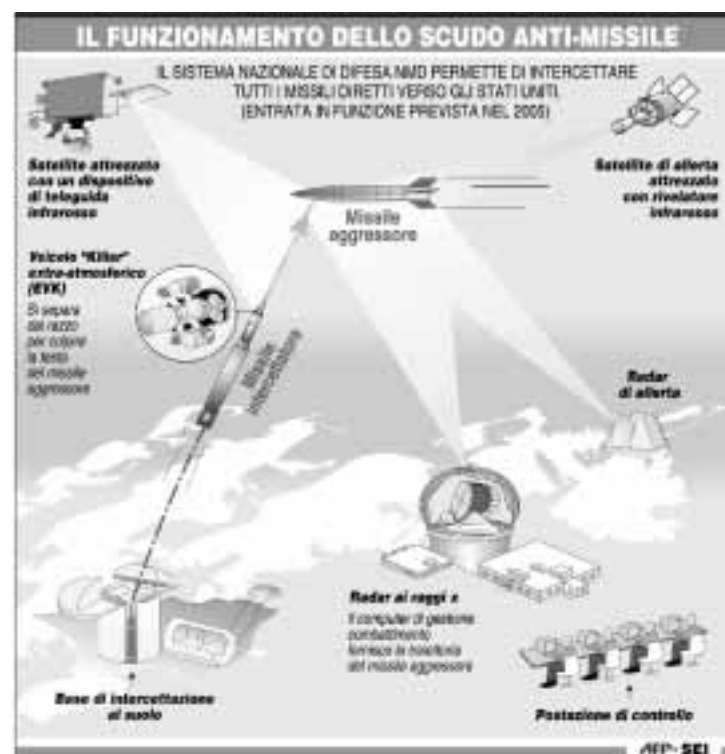 IL FUNZIONAMENTO DELLO SCUDO ANTI-MISSILE
IL SISTEMA NAZIONALE DI DIFESA NMD PERMETTE DI INTERCETTARE
TUTTI I MISSILI DIRETTI VERSO GLI STATI UNITI
(ENTRATA IN FUNZIONE PREVISTA NEL 2005)
Satellite attrezzato
con un dispositivo
di teleguida
infrarosso
Satellite di allerta
attrezzato
con rivelatore
infrarosso
Missile
aggressore
Veicolo "Killer"
extra-atmosferico
(EVK)
Si separa
dal razzo
per colpire
la testa
del missile
aggressore
Missile
intercettore
Radar
di allerta
Radar ai raggi x
Il computer di gestione
combattimento
fornisce la traiettoria
del missile aggressore
Base di intercettazione
al suolo
Postazione di controllo
AFP - SEI